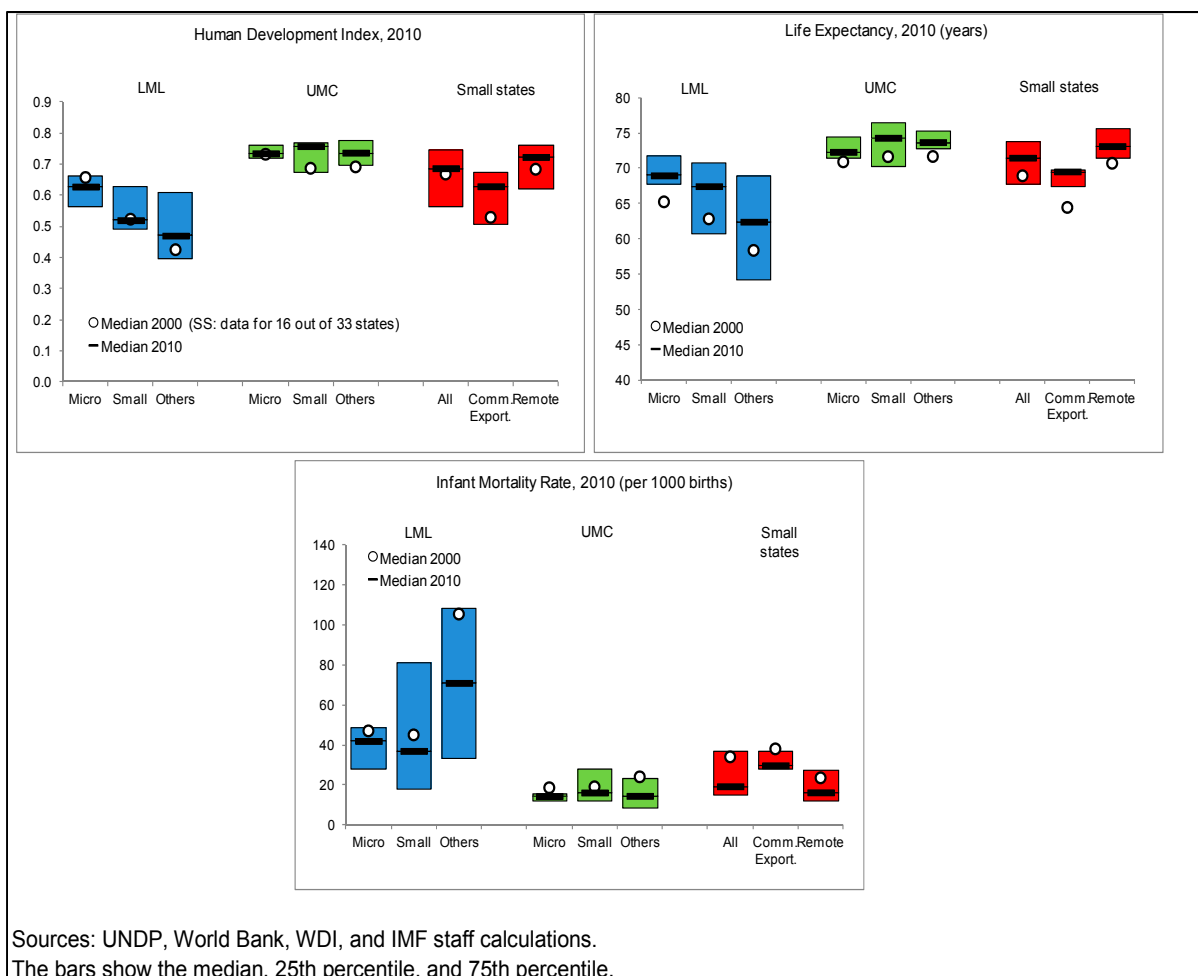 Human Development Index, 2010
LML UMC Small states
0.9
0.8
0.7
0.6
0.5
0.4
0.3
0.2
0.1
0.0
Median 2000 (SS: data for 16 out of 33 states)
Median 2010
Micro Small Others Micro Small Others All Comm. Remote
Export.
Life Expectancy, 2010 (years)
LML UMC Small states
80
75
70
65
60
55
50
45
40
Median 2000
Median 2010
Micro Small Others Micro Small Others All Comm. Remote
Export.
Infant Mortality Rate, 2010 (per 1000 births)
LML UMC Small
states
140
120
100
80
60
40
20
0
Median 2000
Median 2010
Micro Small Others Micro Small Others All Comm. Remote
Export.
Sources: UNDP, World Bank, WDI, and IMF staff calculations.
The bars show the median, 25th percentile, and 75th percentile.